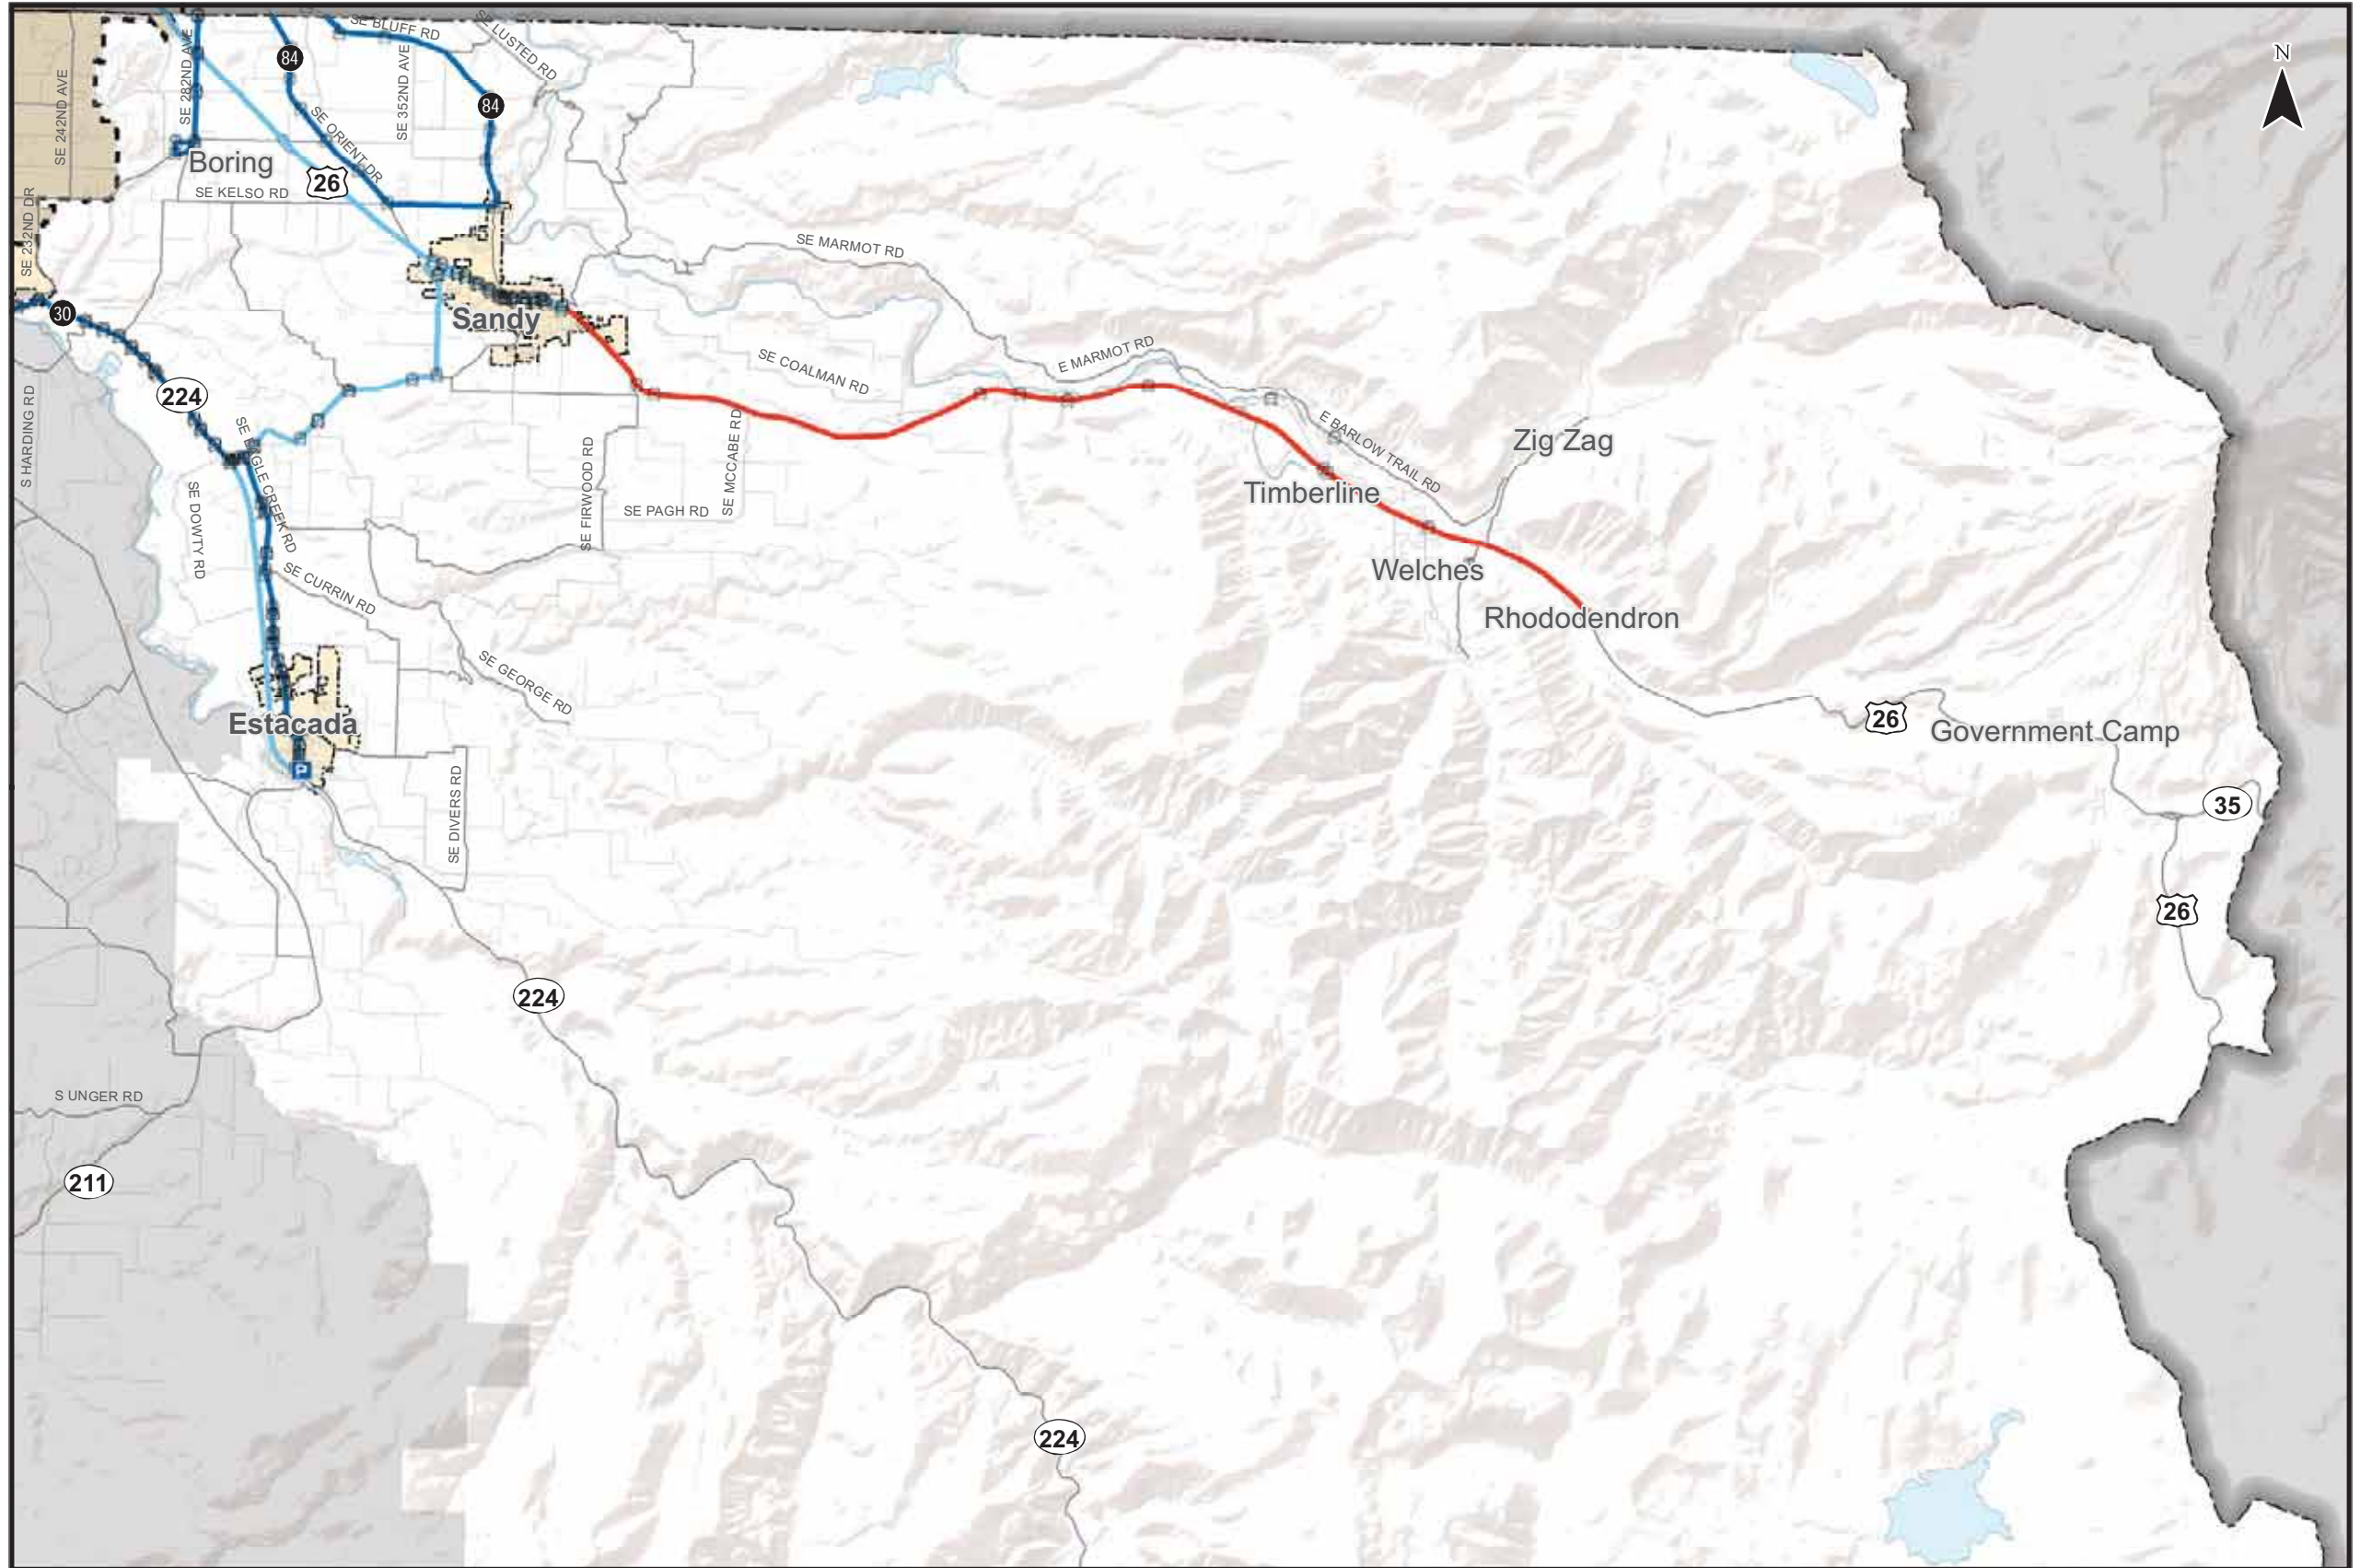 N
SE BLUFF RD
SE LUSTED RD
SE 282ND AVE
84
SE 352ND AVE
SE 242ND AVE
84
SE ORIENT DR
Boring
26
SE KELSO RD
SE 232ND DR
SE MARMOT RD
30
Sandy
E MARMOT RD
SE COALMAN RD
224
S HARDING RD
SE EAGLE CREEK RD
SE FIRWOOD RD
SE MCCABE RD
E BARLOW TRAIL RD
Zig Zag
Timberline
SE PAGH RD
SE DOWTY RD
SE CURRIN RD
Welches
Rhododendron
SE GEORGE RD
Estacada
26
Government Camp
35
SE DIVERS RD
26
224
S UNGER RD
211
224